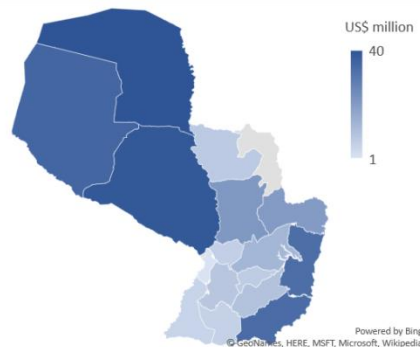 US$ million
40
1
Powered by Bing
© GeoNames, HERE, MSFT, Microsoft, Wikipedia